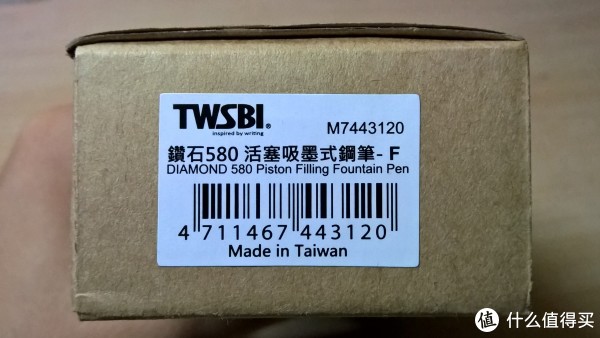 TWSBI®
inspired by writing
M7443120
鑽石580 活塞吸墨式鋼筆- F
DIAMOND 580 Piston Filling Fountain Pen
4 711467 443120
Made in Taiwan
值 什么值得买